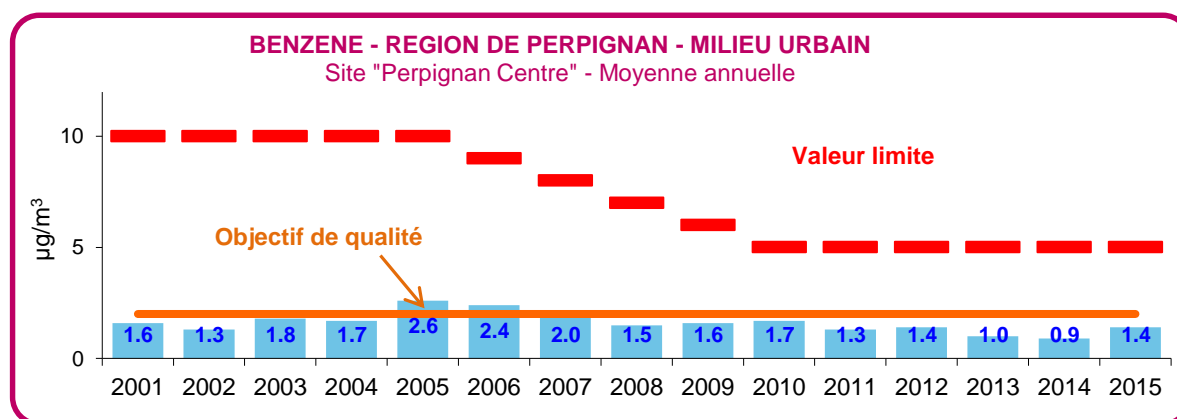 BENZENE - REGION DE PERPIGNAN - MILIEU URBAIN
Site "Perpignan Centre" - Moyenne annuelle
10
Valeur limite
µg/m³
Objectif de qualité
5
1.6 1.3 1.8 1.7 2.6 2.4 2.0 1.5 1.6 1.7 1.3 1.4 1.0 0.9 1.4
0
2001 2002 2003 2004 2005 2006 2007 2008 2009 2010 2011 2012 2013 2014 2015